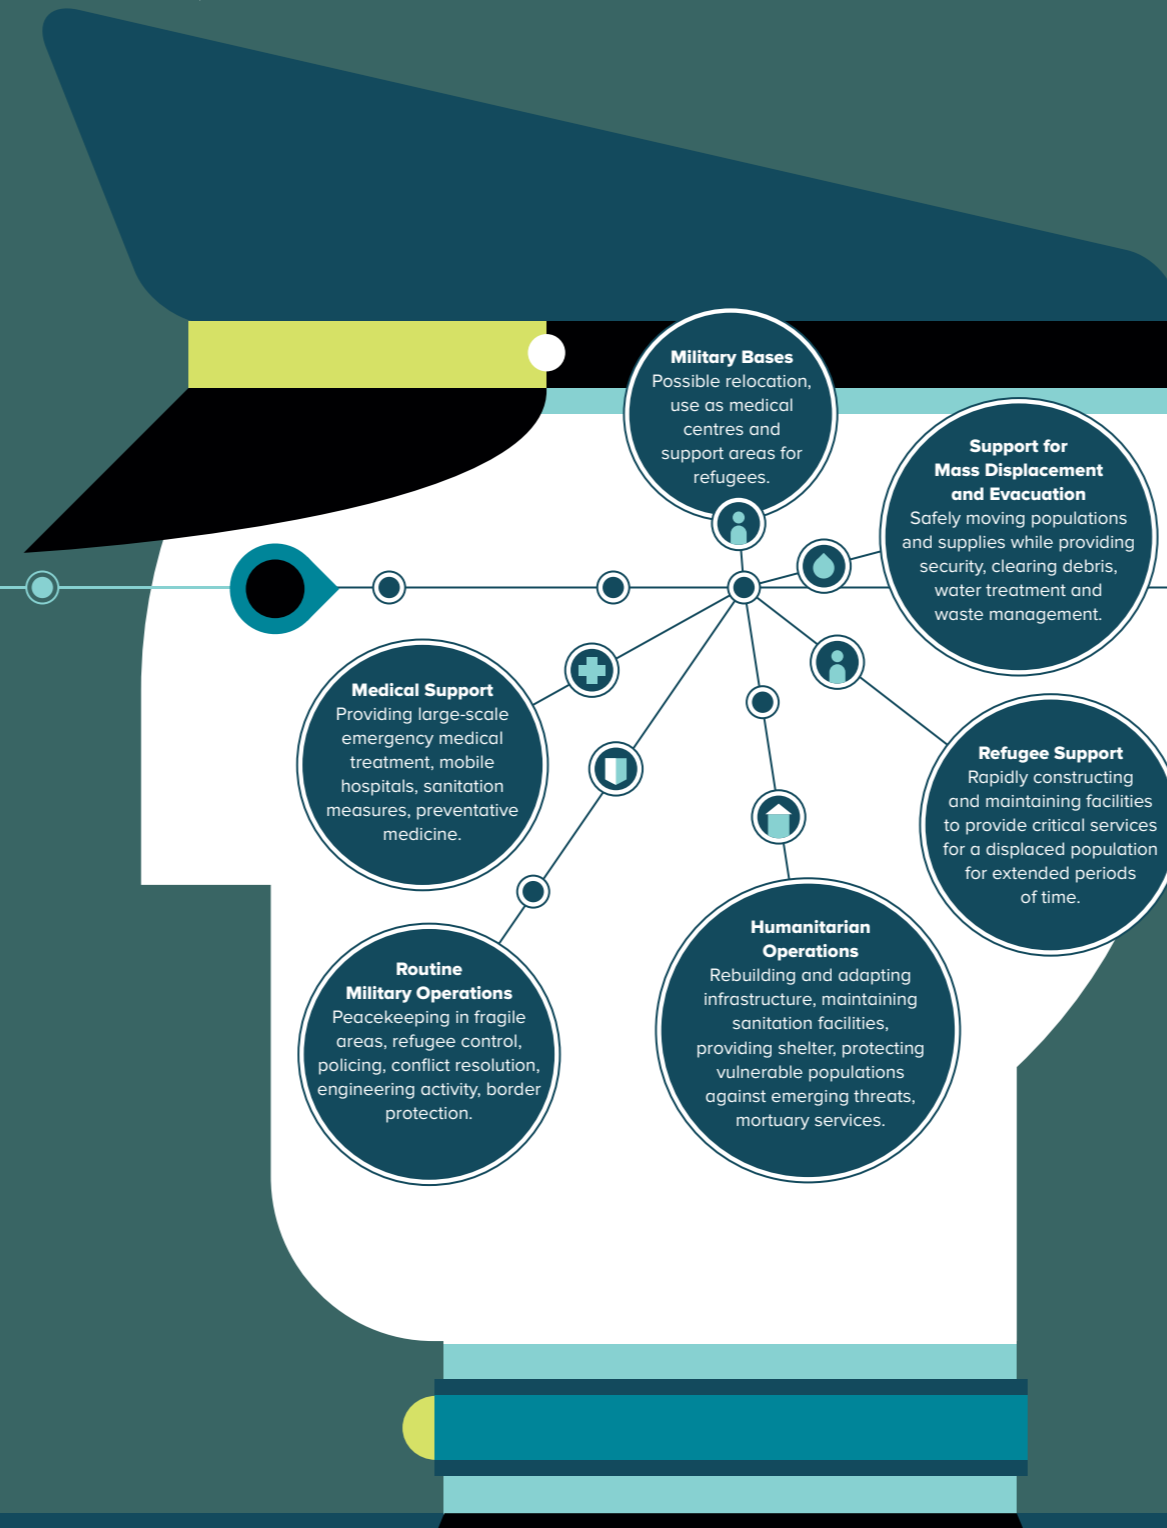 Military Bases
Possible relocation,
use as medical
centres and
support areas for
refugees.
Support for
Mass Displacement
and Evacuation
Safely moving populations
and supplies while providing
security, clearing debris,
water treatment and
waste management.
Medical Support
Providing large-scale
emergency medical
treatment, mobile
hospitals, sanitation
measures, preventative
medicine.
Refugee Support
Rapidly constructing
and maintaining facilities
to provide critical services
for a displaced population
for extended periods
of time.
Routine
Military Operations
Peacekeeping in fragile
areas, refugee control,
policing, conflict resolution,
engineering activity, border
protection.
Humanitarian
Operations
Rebuilding and adapting
infrastructure, maintaining
sanitation facilities,
providing shelter, protecting
vulnerable populations
against emerging threats,
mortuary services.